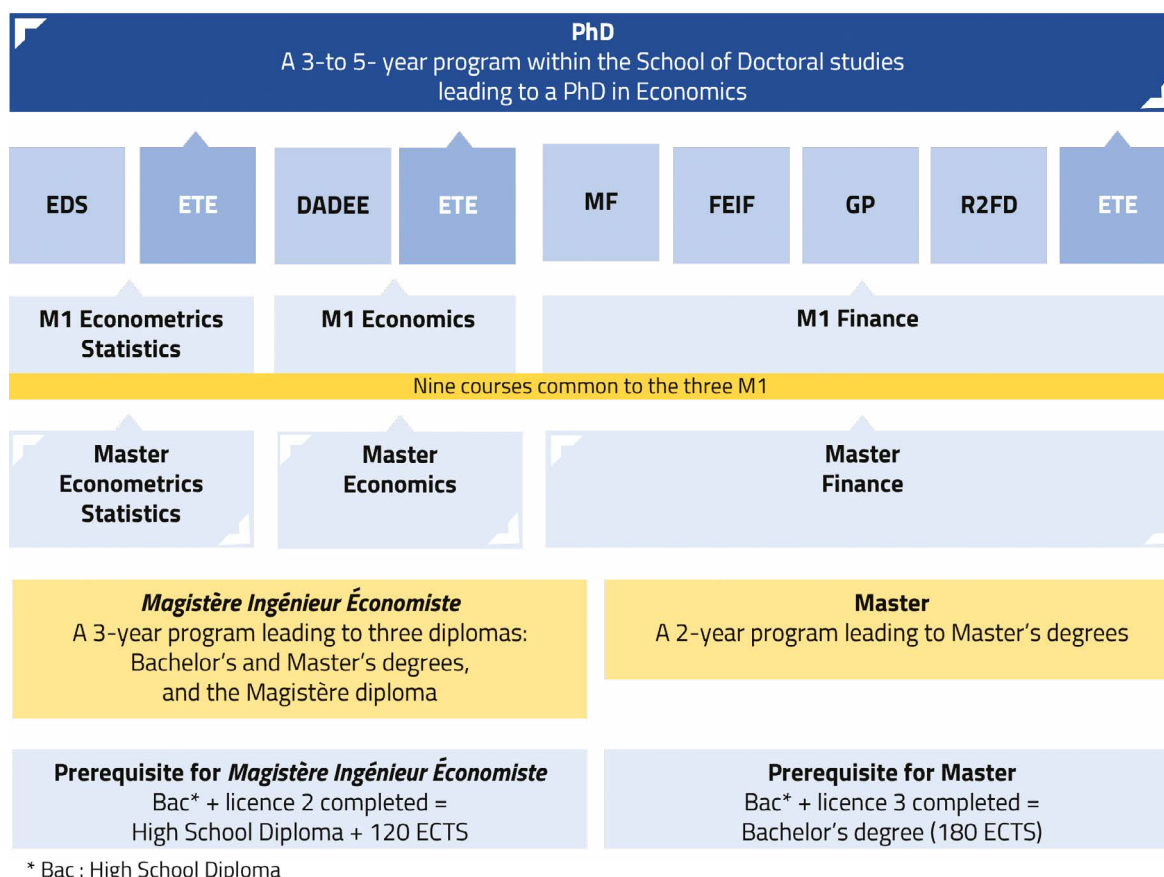 PhD
A 3-to 5- year program within the School of Doctoral studies
leading to a PhD in Economics
EDS
ETE
DADEE
ETE
MF
FEIF
GP
R2FD
ETE
M1 Econometrics
Statistics
M1 Economics
M1 Finance
Nine courses common to the three M1
Master
Econometrics
Statistics
Master
Economics
Master
Finance
Magistère Ingénieur Économiste
A 3-year program leading to three diplomas:
Bachelor's and Master's degrees,
and the Magistère diploma
Master
A 2-year program leading to Master's degrees
Prerequisite for Magistère Ingénieur Économiste
Bac* + licence 2 completed =
High School Diploma + 120 ECTS
Prerequisite for Master
Bac* + licence 3 completed =
Bachelor's degree (180 ECTS)
* Bac : High School Diploma